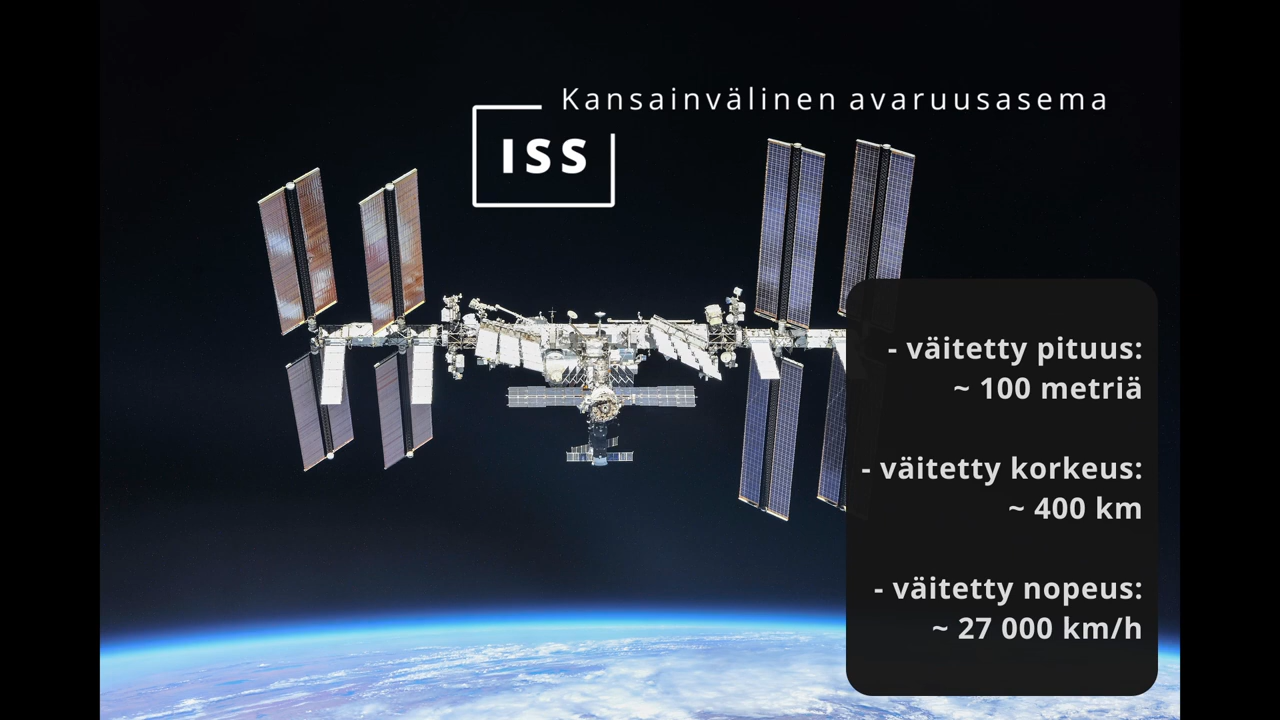 Kansainvälinen avaruusasema
ISS
- väitetty pituus:
~ 100 metriä
- väitetty korkeus:
~ 400 km
- väitetty nopeus:
~ 27 000 km/h